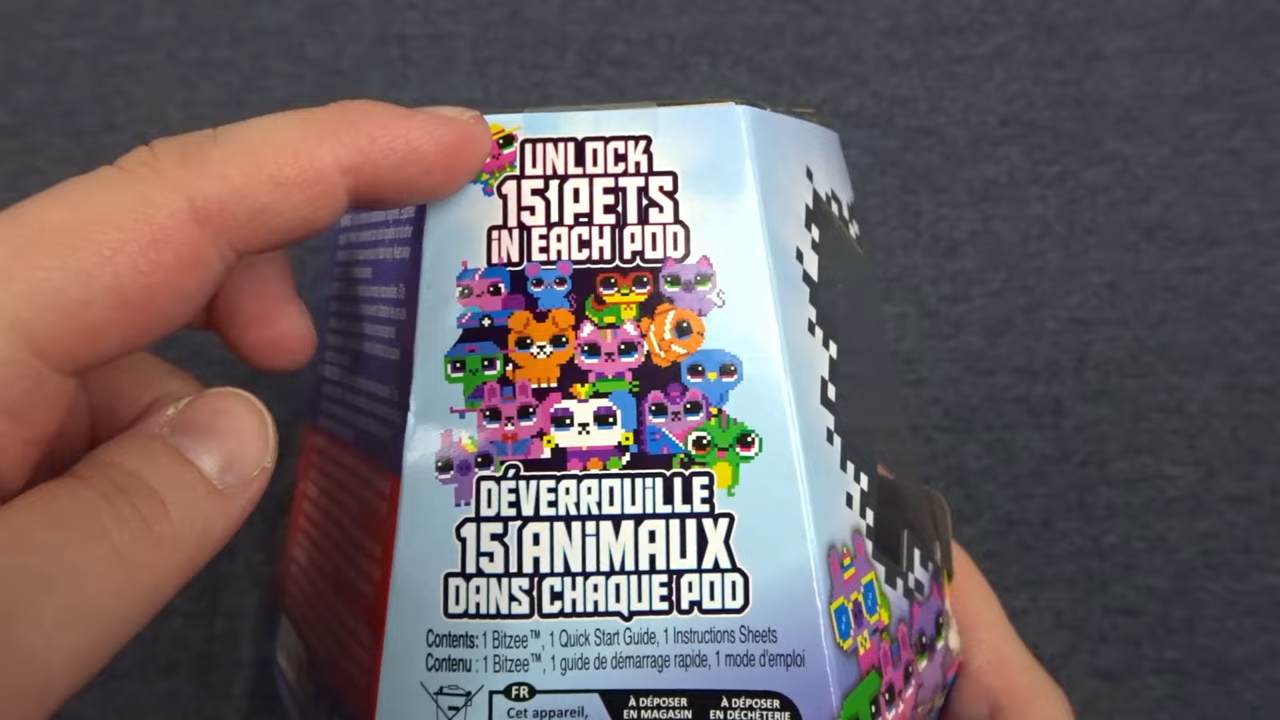 UNLOCK
15 PETS
iN EACH POD
DÉVERROUiLLE
15 ANiMAUX
DANS CHAQUE POD
Contents: 1 Bitzee™, 1 Quick Start Guide, 1 Instructions Sheets
Contenu : 1 Bitzee™, 1 guide de démarrage rapide, 1 mode d'emploi
FR
Cet appareil,
À DÉPOSER
EN MAGASIN
À DÉPOSER
EN DÉCHÈTERIE